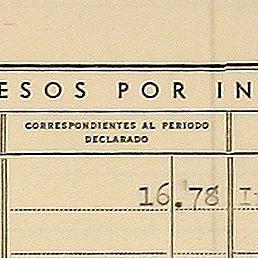 ESOS POR IN
CORRESPONDIENTES AL PERIODO
DECLARADO
16.78